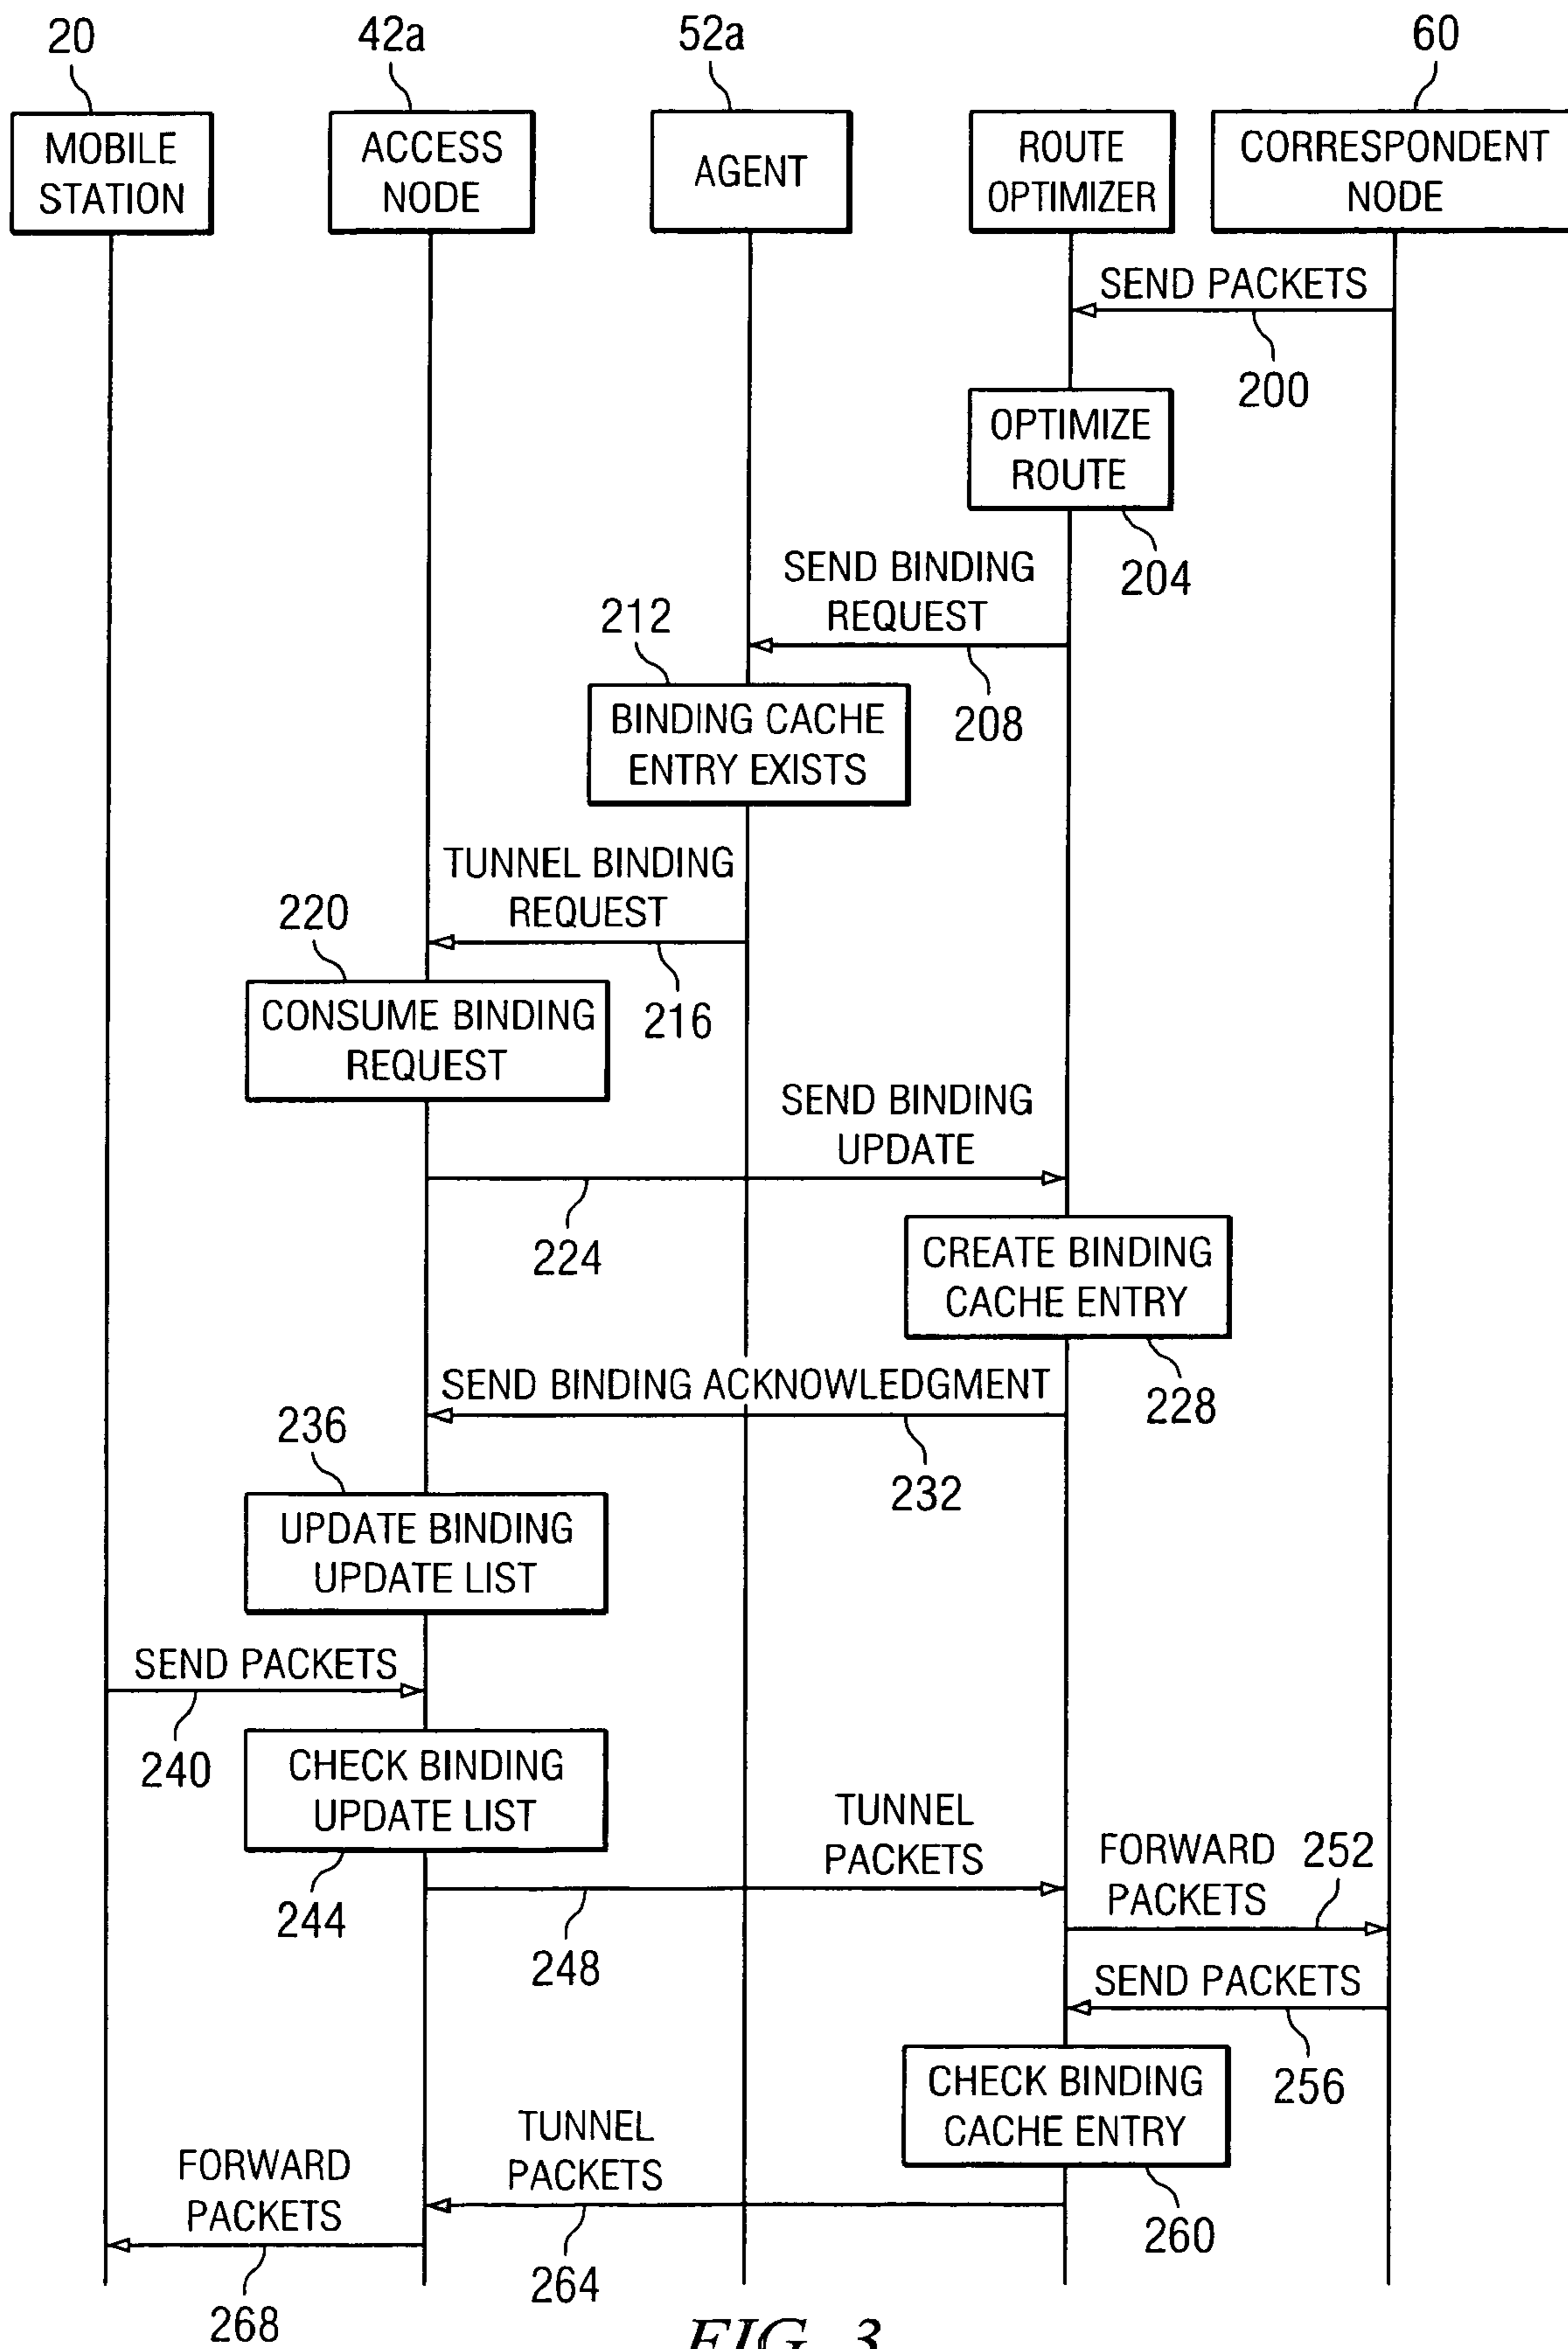 20
42a
52a
60
MOBILE
STATION
ACCESS
NODE
AGENT
ROUTE
OPTIMIZER
CORRESPONDENT
NODE
SEND PACKETS
200
OPTIMIZE
ROUTE
204
SEND BINDING
REQUEST
208
212
BINDING CACHE
ENTRY EXISTS
TUNNEL BINDING
REQUEST
216
220
CONSUME BINDING
REQUEST
SEND BINDING
UPDATE
224
CREATE BINDING
CACHE ENTRY
228
SEND BINDING ACKNOWLEDGMENT
232
236
UPDATE BINDING
UPDATE LIST
SEND PACKETS
240
CHECK BINDING
UPDATE LIST
244
TUNNEL
PACKETS
248
FORWARD
PACKETS
252
SEND PACKETS
256
CHECK BINDING
CACHE ENTRY
260
TUNNEL
PACKETS
264
FORWARD
PACKETS
268
FIG. 3